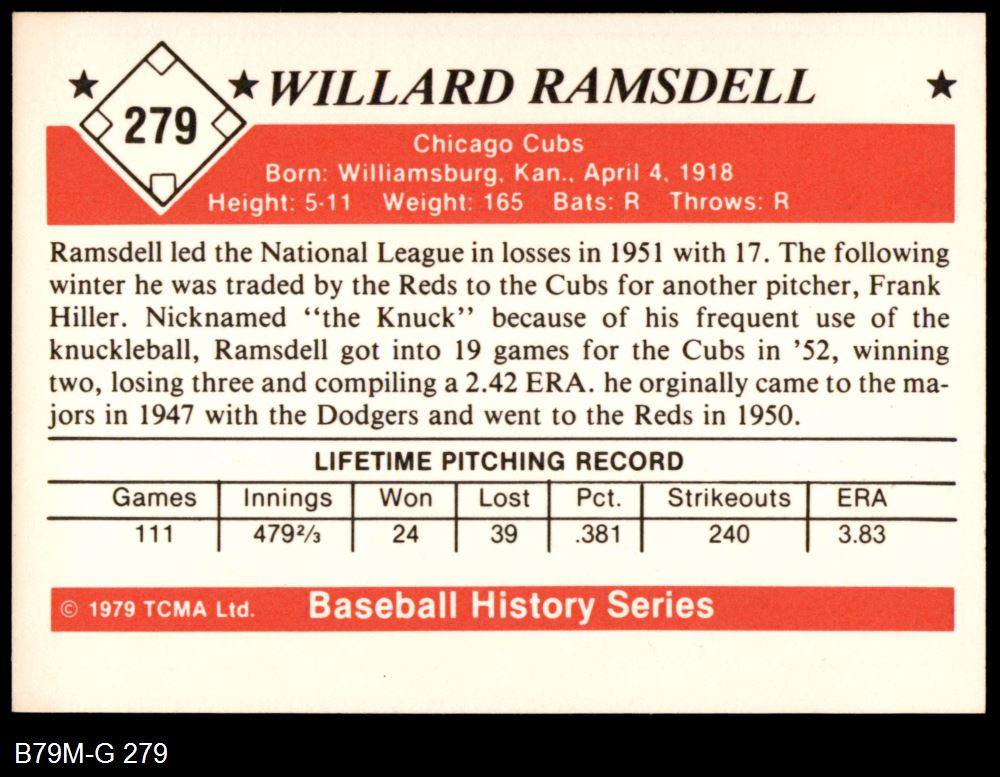 279
WILLARD RAMSDELL
Chicago Cubs
Born: Williamsburg, Kan., April 4, 1918
Height: 5-11 Weight: 165 Bats: R Throws: R
Ramsdell led the National League in losses in 1951 with 17. The following
winter he was traded by the Reds to the Cubs for another pitcher, Frank
Hiller. Nicknamed “the Knuck” because of his frequent use of the
knuckleball, Ramsdell got into 19 games for the Cubs in ’52, winning
two, losing three and compiling a 2.42 ERA. he orginally came to the ma-
jors in 1947 with the Dodgers and went to the Reds in 1950.
LIFETIME PITCHING RECORD
Games Innings Won Lost Pct. Strikeouts ERA
111 479⅔ 24 39 .381 240 3.83
© 1979 TCMA Ltd. Baseball History Series
B79M-G 279